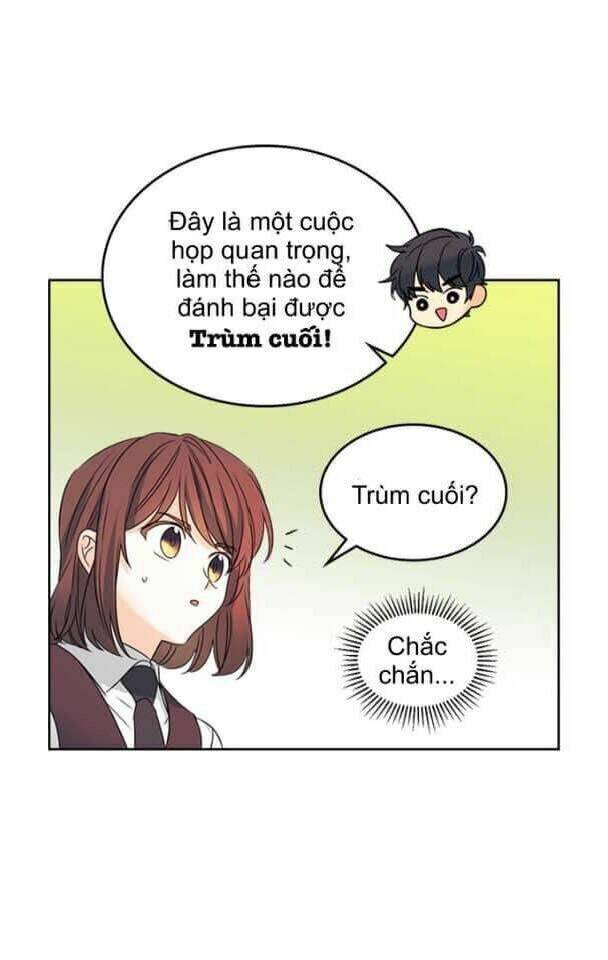 Đây là một cuộc
họp quan trọng,
làm thế nào để
đánh bại được
Trùm cuối!
Trùm cuối?
Chắc
chắn...